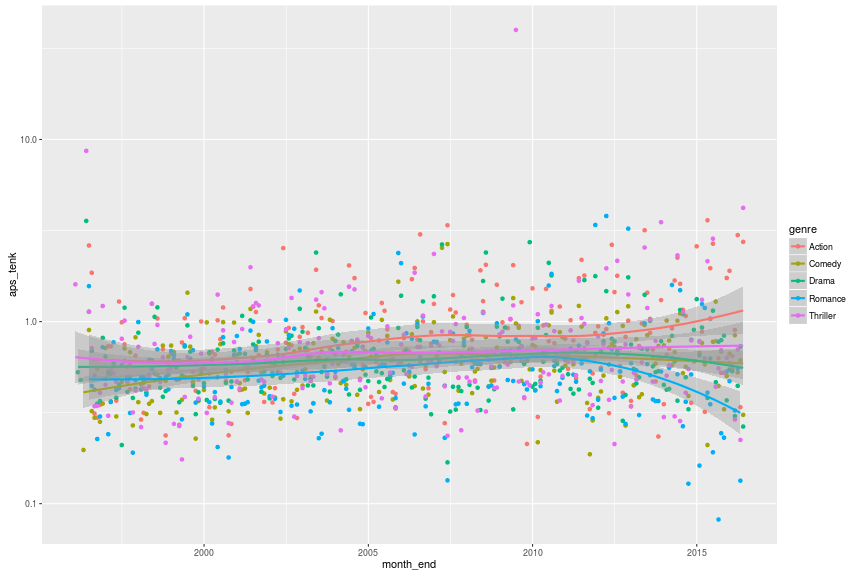 10.0
1.0
0.1
aps_tenk
2000
2005
2010
2015
month_end
genre
Action
Comedy
Drama
Romance
Thriller